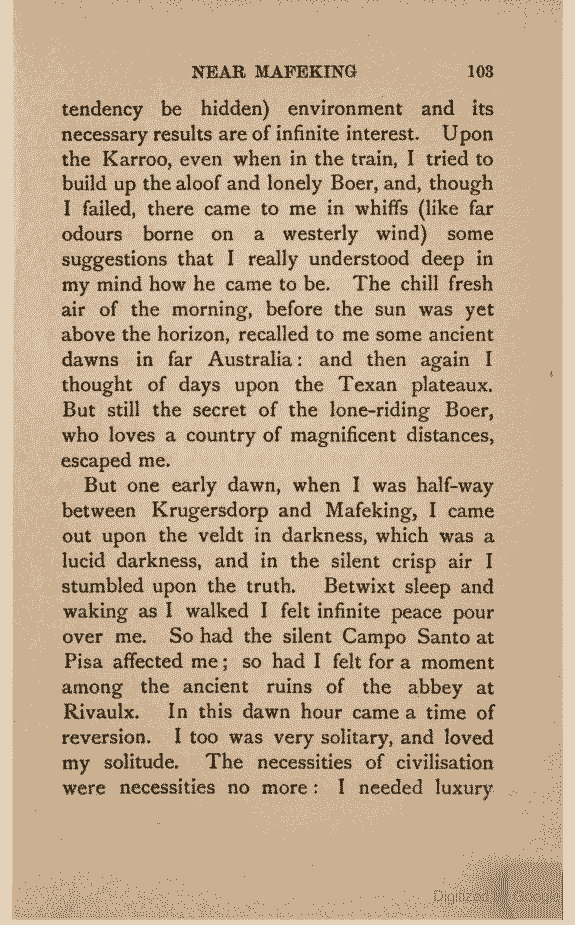 NEAR MAFEKING 103
tendency be hidden) environment and its
necessary results are of infinite interest. Upon
the Karroo, even when in the train, I tried to
build up the aloof and lonely Boer, and, though
I failed, there came to me in whiffs (like far
odours borne on a westerly wind) some
suggestions that I really understood deep in
my mind how he came to be. The chill fresh
air of the morning, before the sun was yet
above the horizon, recalled to me some ancient
dawns in far Australia: and then again I
thought of days upon the Texan plateaux.
But still the secret of the lone-riding Boer,
who loves a country of magnificent distances,
escaped me.
But one early dawn, when I was half-way
between Krugersdorp and Mafeking, I came
out upon the veldt in darkness, which was a
lucid darkness, and in the silent crisp air I
stumbled upon the truth. Betwixt sleep and
waking as I walked I felt infinite peace pour
over me. So had the silent Campo Santo at
Pisa affected me; so had I felt for a moment
among the ancient ruins of the abbey at
Rivaulx. In this dawn hour came a time of
reversion. I too was very solitary, and loved
my solitude. The necessities of civilisation
were necessities no more: I needed luxury
Digitized by Google